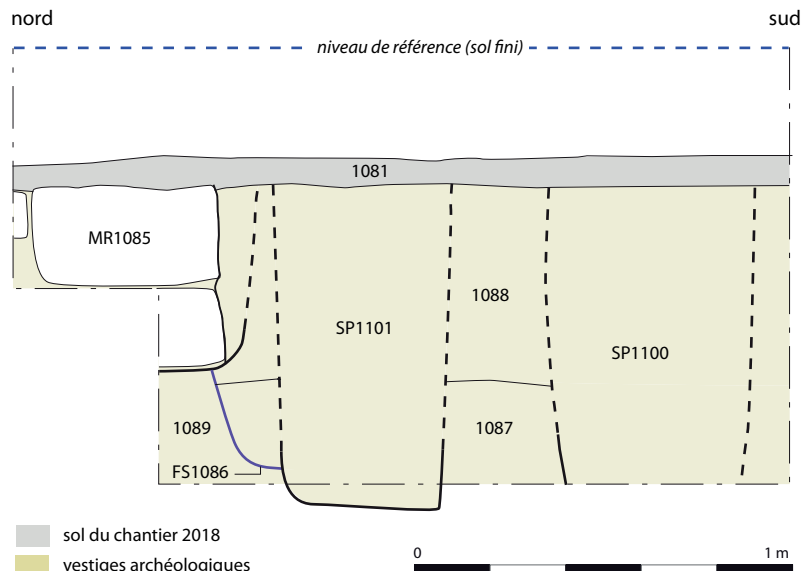 nord
sud
niveau de référence (sol fini)
1081
MR1085
1088
SP1101
SP1100
1089
1087
FS1086
sol du chantier 2018
vestiges archéologiques
0
1 m